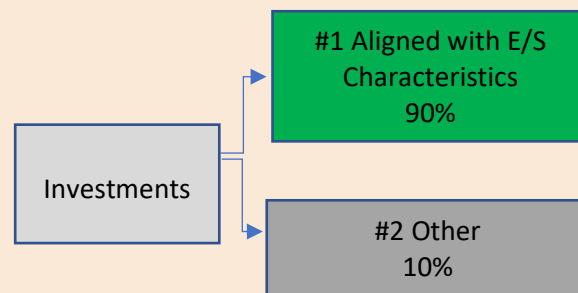 #1 Aligned with E/S
Characteristics
90%
Investments
#2 Other
10%